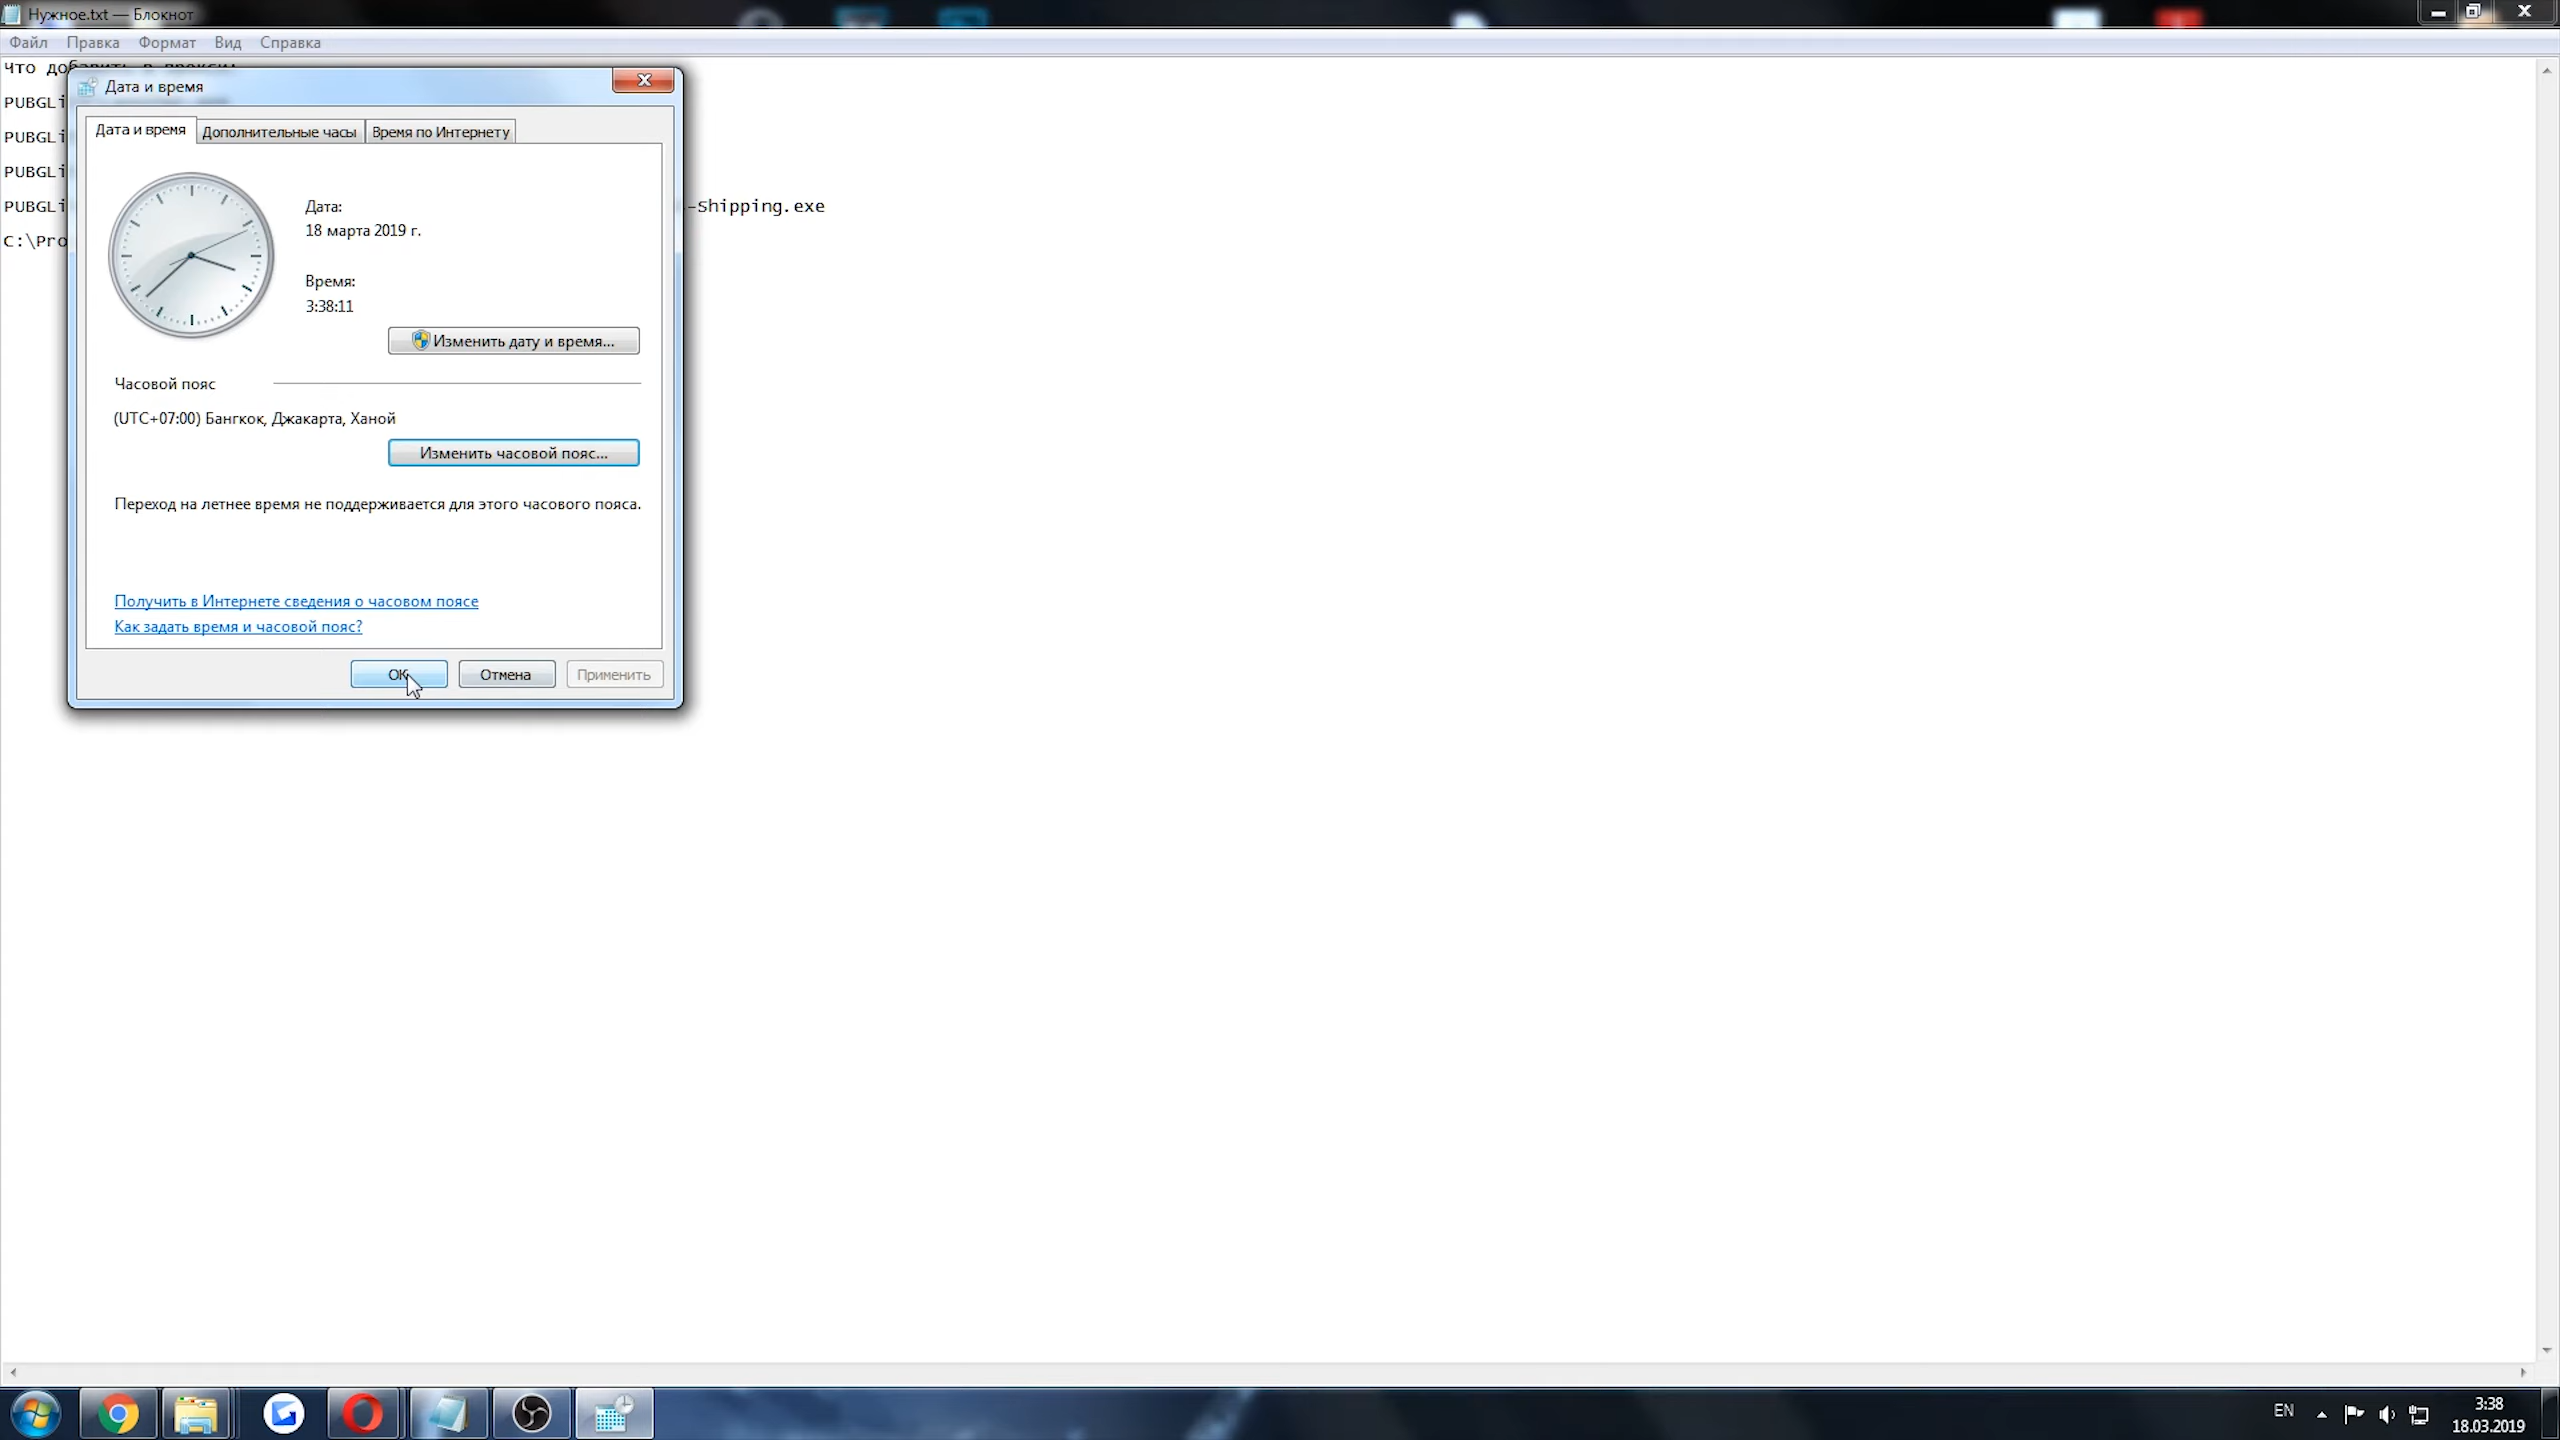 Нужное.txt — Блокнот
Файл Правка Формат Вид Справка
Что
Дата и время
PUBGLi
Дата и время Дополнительные часы Время по Интернету
PUBGLi
PUBGLi
Дата:
PUBGLi -Shipping.exe
18 марта 2019 г.
C:\Pro
Время:
3:38:11
Изменить дату и время...
Часовой пояс
(UTC+07:00) Бангкок, Джакарта, Ханой
Изменить часовой пояс...
Переход на летнее время не поддерживается для этого часового пояса.
Получить в Интернете сведения о часовом поясе
Как задать время и часовой пояс?
ОК Отмена Применить
EN 3:38
18.03.2019